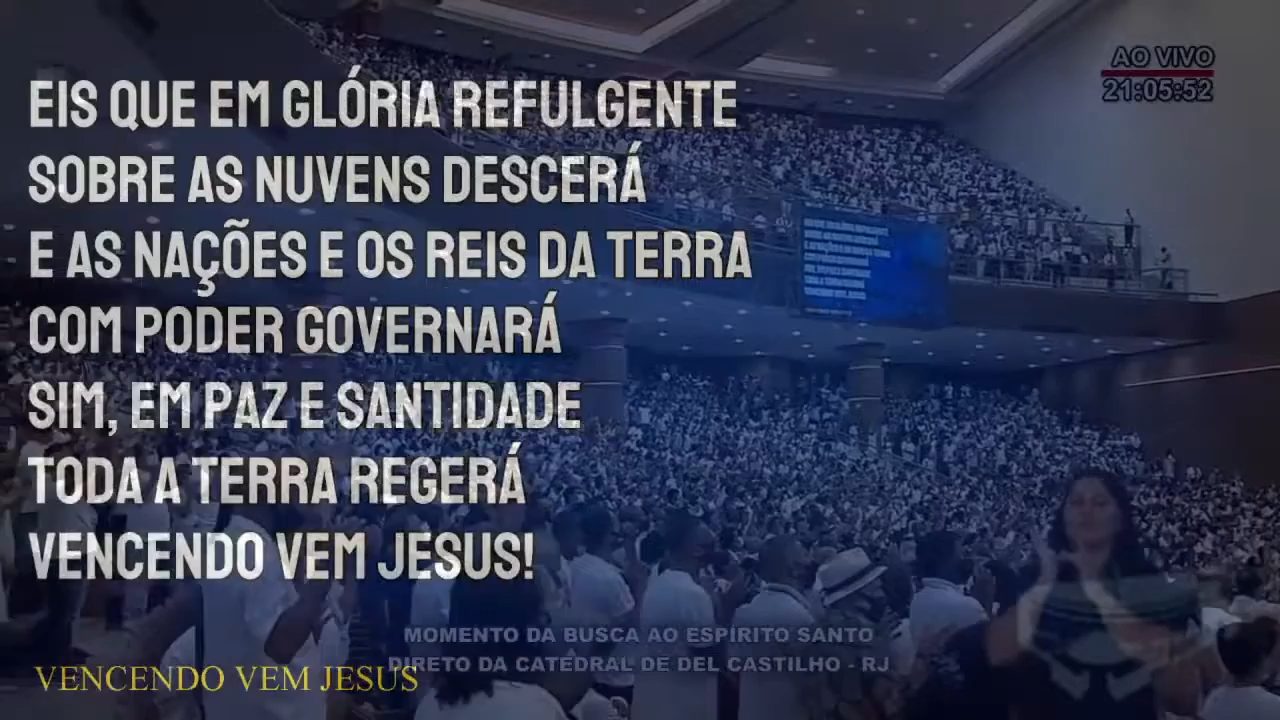 EIS QUE EM GLÓRIA REFULGENTE
SOBRE AS NUVENS DESCERÁ
E AS NAÇÕES E OS REIS DA TERRA
COM PODER GOVERNARÁ
SIM, EM PAZ E SANTIDADE
TODA A TERRA REGERÁ
VENCENDO VEM JESUS!
AO VIVO
21:05:52
MOMENTO DA BUSCA AO ESPÍRITO SANTO
DIRETO DA CATEDRAL DE DEL CASTILHO - RJ
VENCENDO VEM JESUS